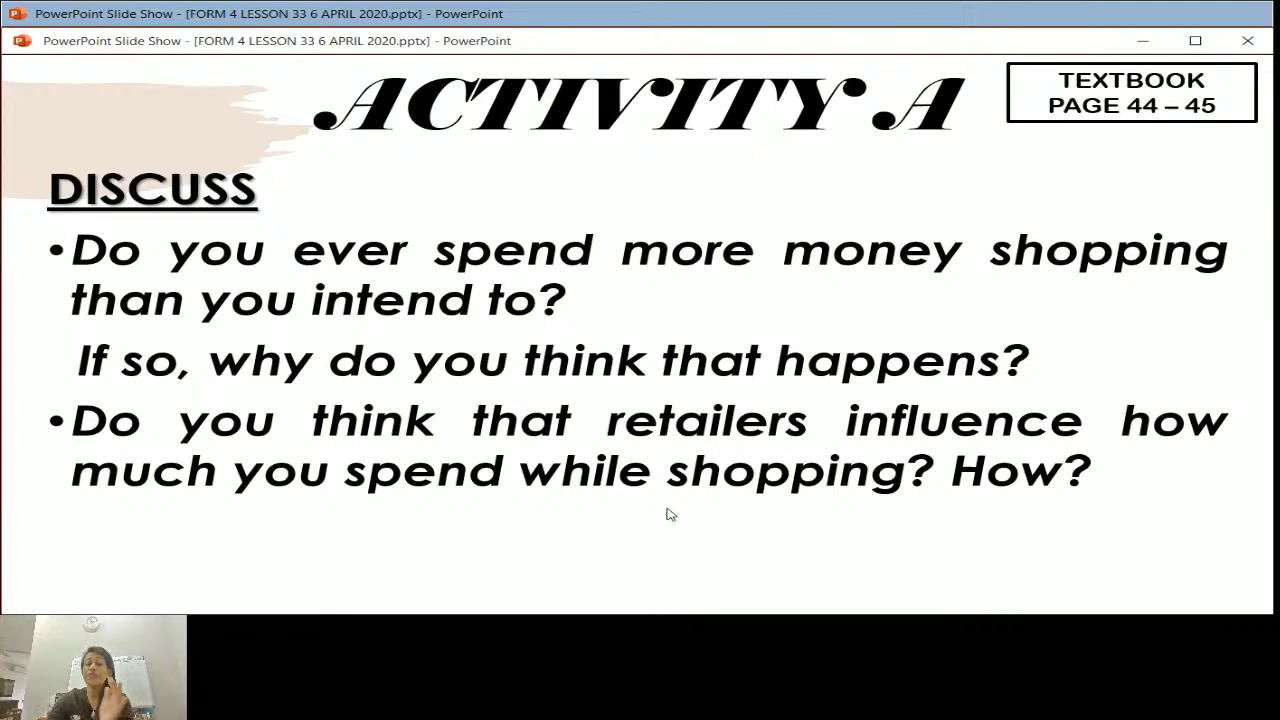 PowerPoint Slide Show - [FORM 4 LESSON 33 6 APRIL 2020.pptx] - PowerPoint
PowerPoint Slide Show - [FORM 4 LESSON 33 6 APRIL 2020.pptx] - PowerPoint
ACTIVITY A
TEXTBOOK
PAGE 44 – 45
DISCUSS
•Do you ever spend more money shopping
than you intend to?
If so, why do you think that happens?
•Do you think that retailers influence how
much you spend while shopping? How?